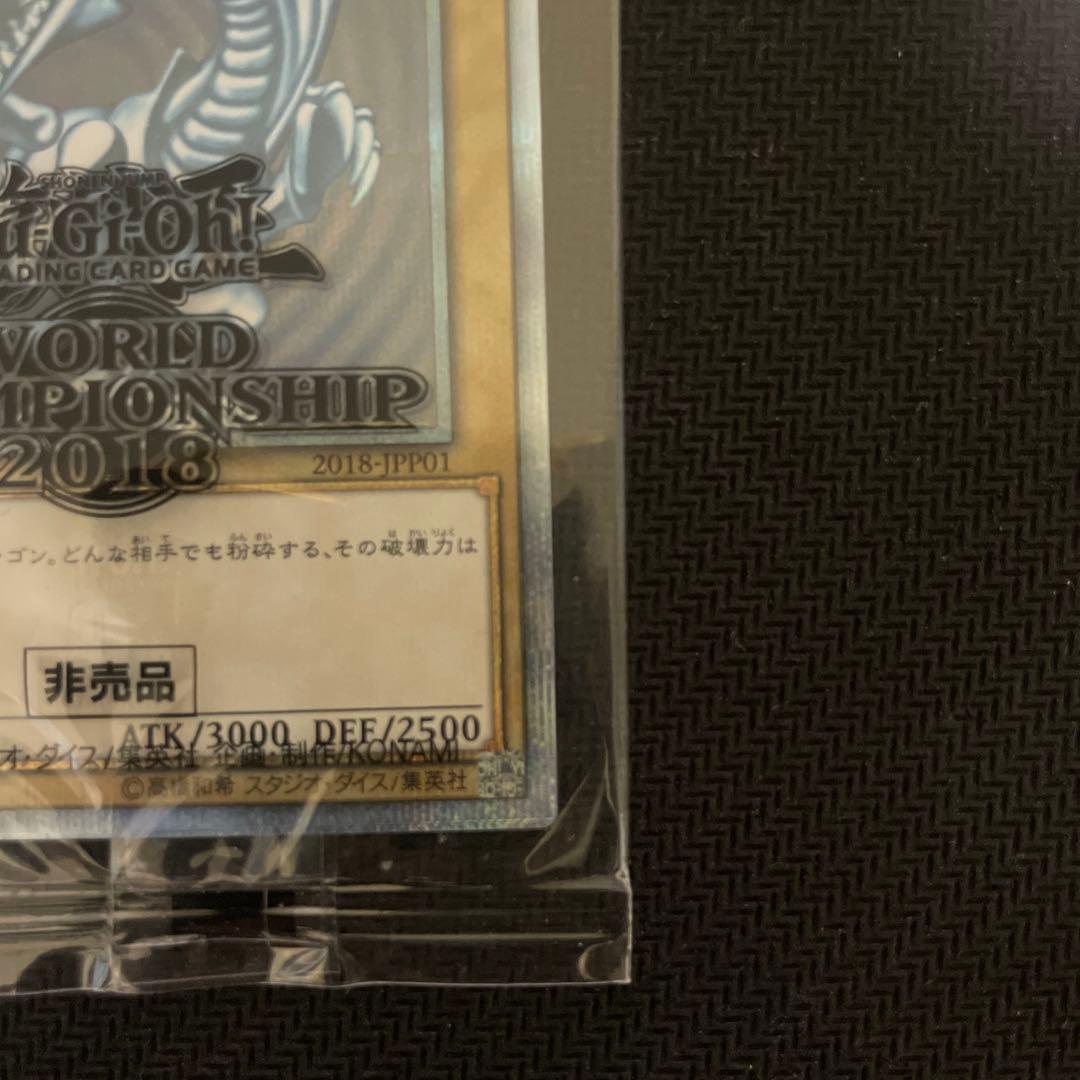 SHONEN JUMP
u-Gi-Oh!
ADING CARD GAME
WORLD
MPIONSHIP
2018
2018-JPP01
ゴン。どんな相手でも粉砕する、その破壊力は
非売品
ATK/3000 DEF/2500
オ・ダイス/集英社 企画・制作/KONAMI
©高橋和希 スタジオ・ダイス/集英社